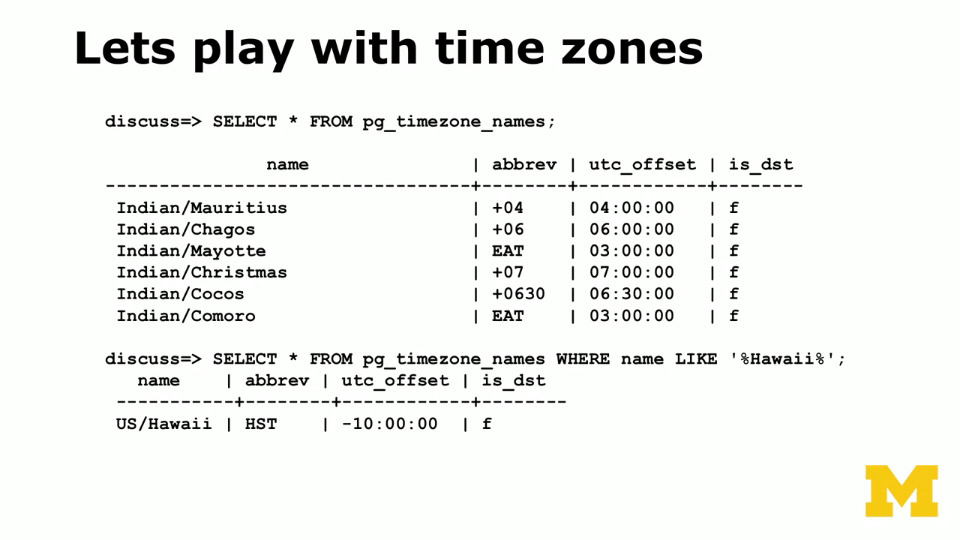 Lets play with time zones
discuss=> SELECT * FROM pg_timezone_names;
name | abbrev | utc_offset | is_dst
----------------------------------+--------+------------+--------
Indian/Mauritius | +04 | 04:00:00 | f
Indian/Chagos | +06 | 06:00:00 | f
Indian/Mayotte | EAT | 03:00:00 | f
Indian/Christmas | +07 | 07:00:00 | f
Indian/Cocos | +0630 | 06:30:00 | f
Indian/Comoro | EAT | 03:00:00 | f
discuss=> SELECT * FROM pg_timezone_names WHERE name LIKE '%Hawaii%';
name | abbrev | utc_offset | is_dst
-----------+--------+------------+--------
US/Hawaii | HST | -10:00:00 | f
M